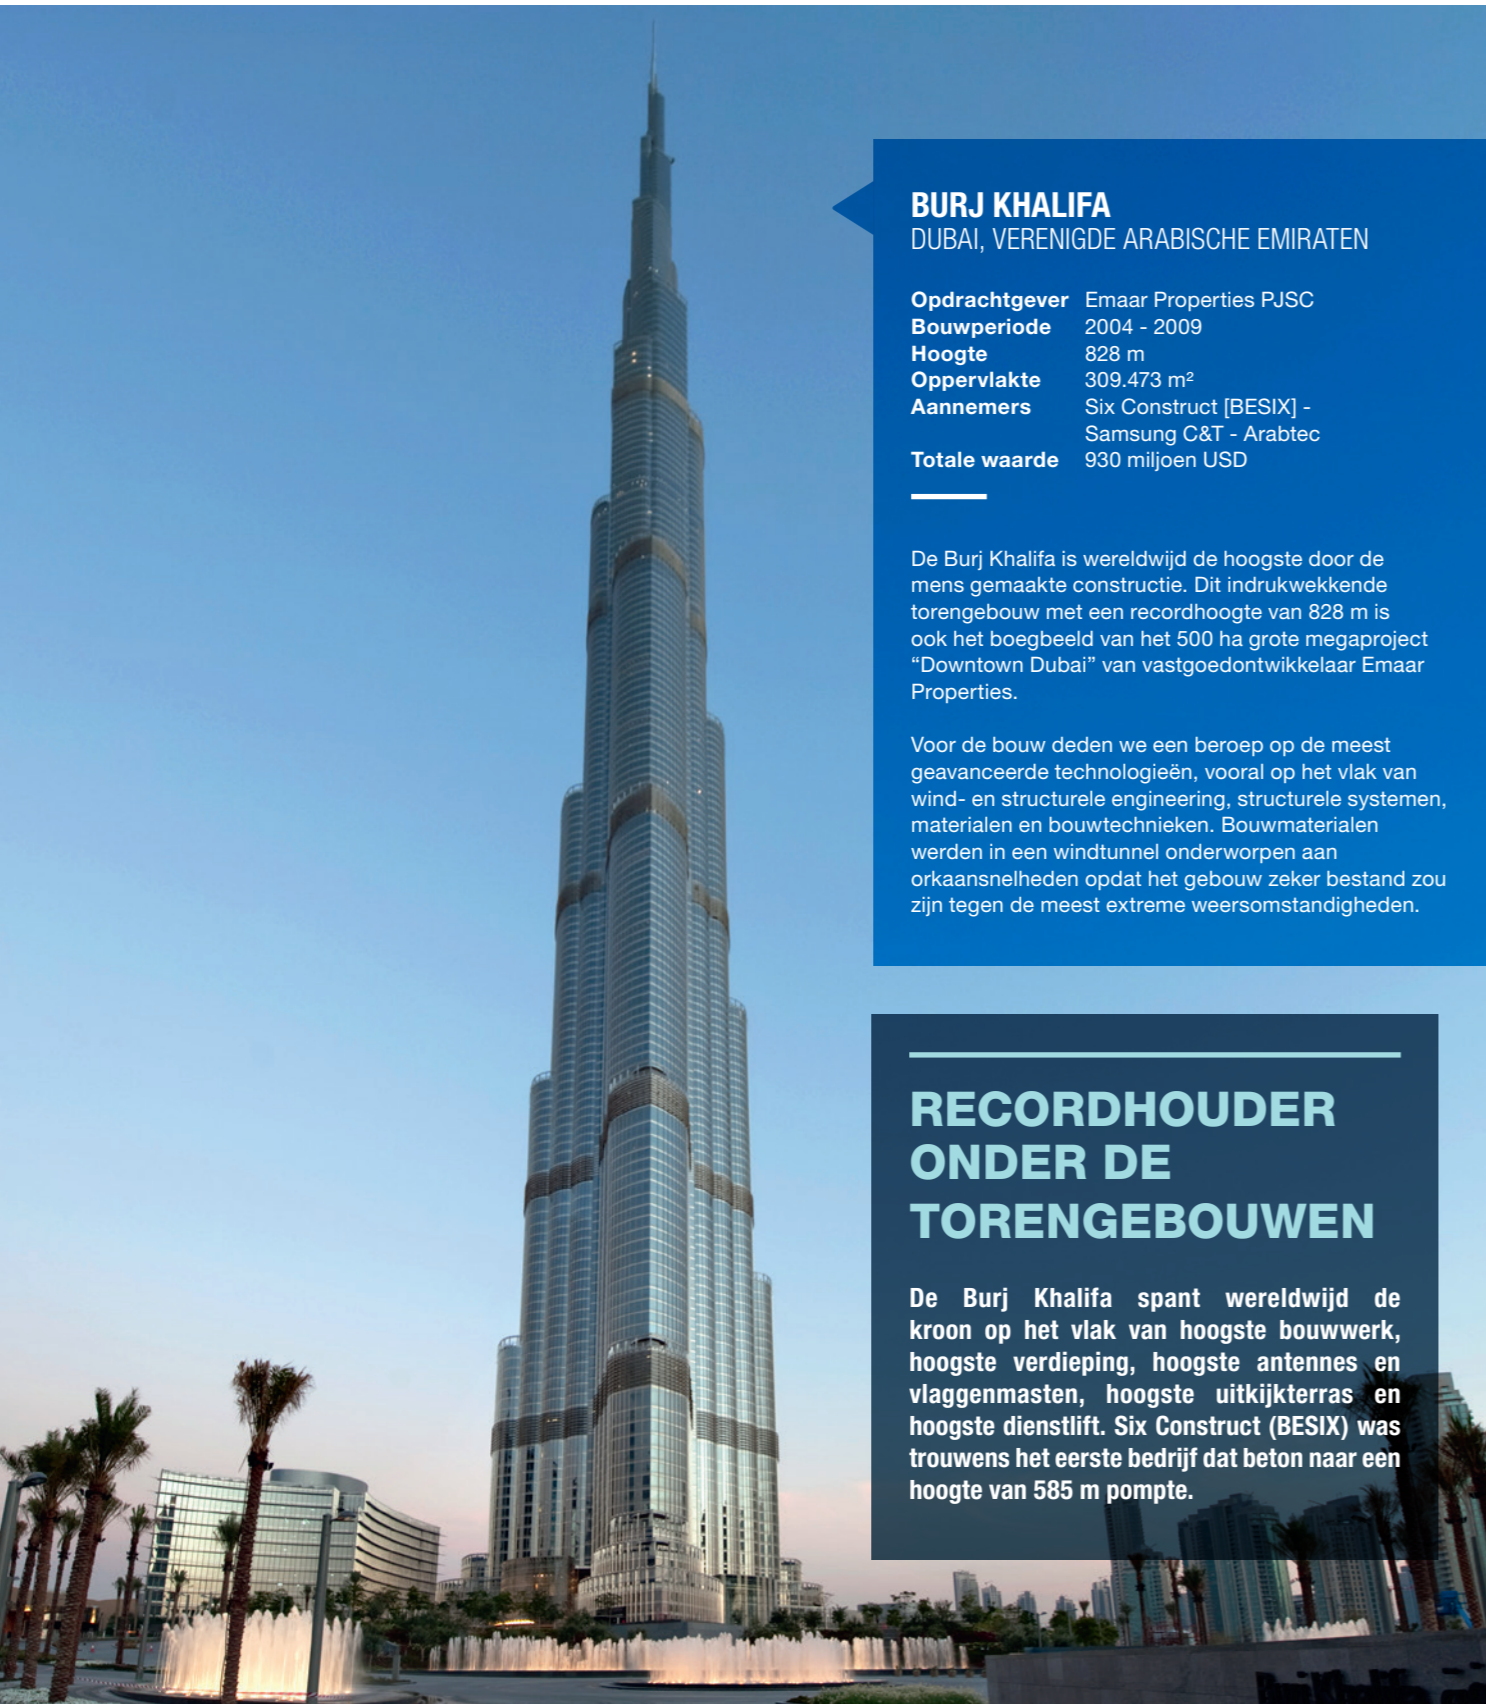 BURJ KHALIFA
DUBAI, VERENIGDE ARABISCHE EMIRATEN
Opdrachtgever Emaar Properties PJSC
Bouwperiode 2004 - 2009
Hoogte 828 m
Oppervlakte 309.473 m²
Aannemers Six Construct [BESIX] -
Samsung C&T - Arabtec
Totale waarde 930 miljoen USD
De Burj Khalifa is wereldwijd de hoogste door de
mens gemaakte constructie. Dit indrukwekkende
torengebouw met een recordhoogte van 828 m is
ook het boegbeeld van het 500 ha grote megaproject
“Downtown Dubai” van vastgoedontwikkelaar Emaar
Properties.
Voor de bouw deden we een beroep op de meest
geavanceerde technologieën, vooral op het vlak van
wind- en structurele engineering, structurele systemen,
materialen en bouwtechnieken. Bouwmaterialen
werden in een windtunnel onderworpen aan
orkaansnelheden opdat het gebouw zeker bestand zou
zijn tegen de meest extreme weersomstandigheden.
RECORDHOUDER
ONDER DE
TORENGEBOUWEN
De Burj Khalifa spant wereldwijd de
kroon op het vlak van hoogste bouwwerk,
hoogste verdieping, hoogste antennes en
vlaggenmasten, hoogste uitkijkterras en
hoogste dienstlift. Six Construct (BESIX) was
trouwens het eerste bedrijf dat beton naar een
hoogte van 585 m pompte.